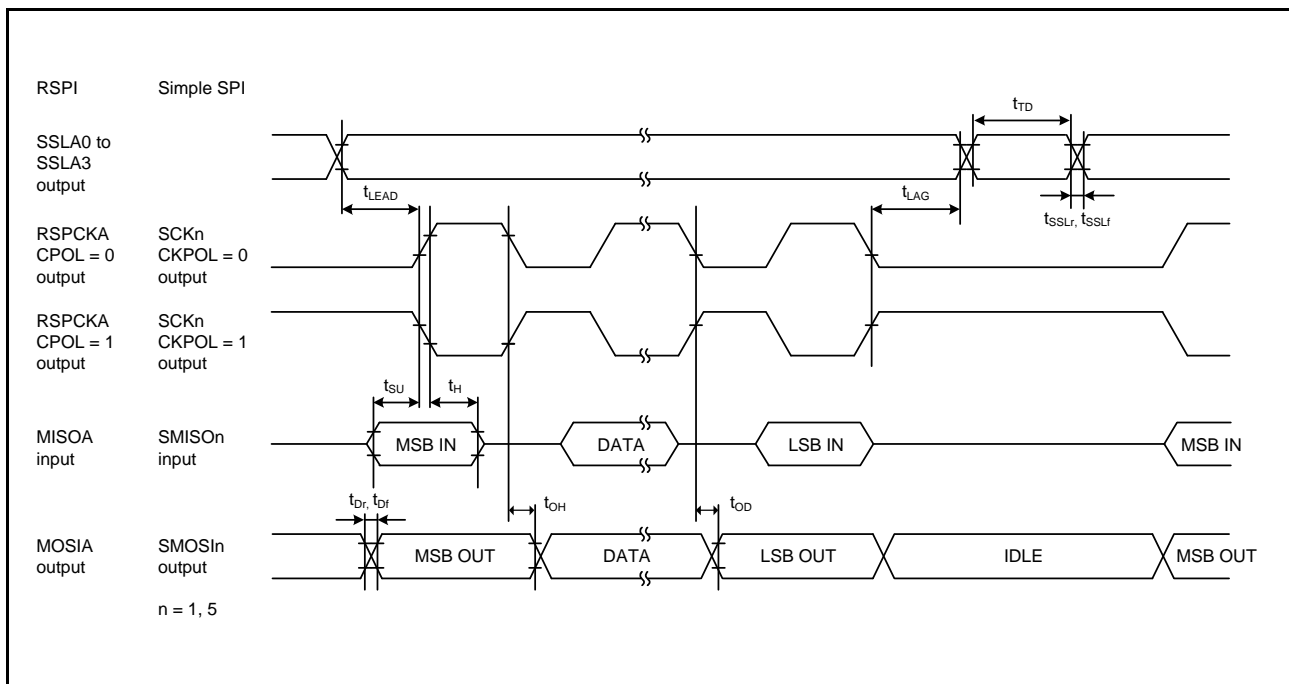 RSPI Simple SPI
tTD
SSLA0 to
SSLA3
output
tLEAD
tLAG
tSSLr, tSSLf
RSPCKA SCKn
CPOL = 0 CKPOL = 0
output output
RSPCKA SCKn
CPOL = 1 CKPOL = 1
output output
tSU tH
MISOA SMISOn
input input
MSB IN DATA LSB IN MSB IN
tDr, tDf tOH tOD
MOSIA SMOSIn
output output
MSB OUT DATA LSB OUT IDLE MSB OUT
n = 1, 5